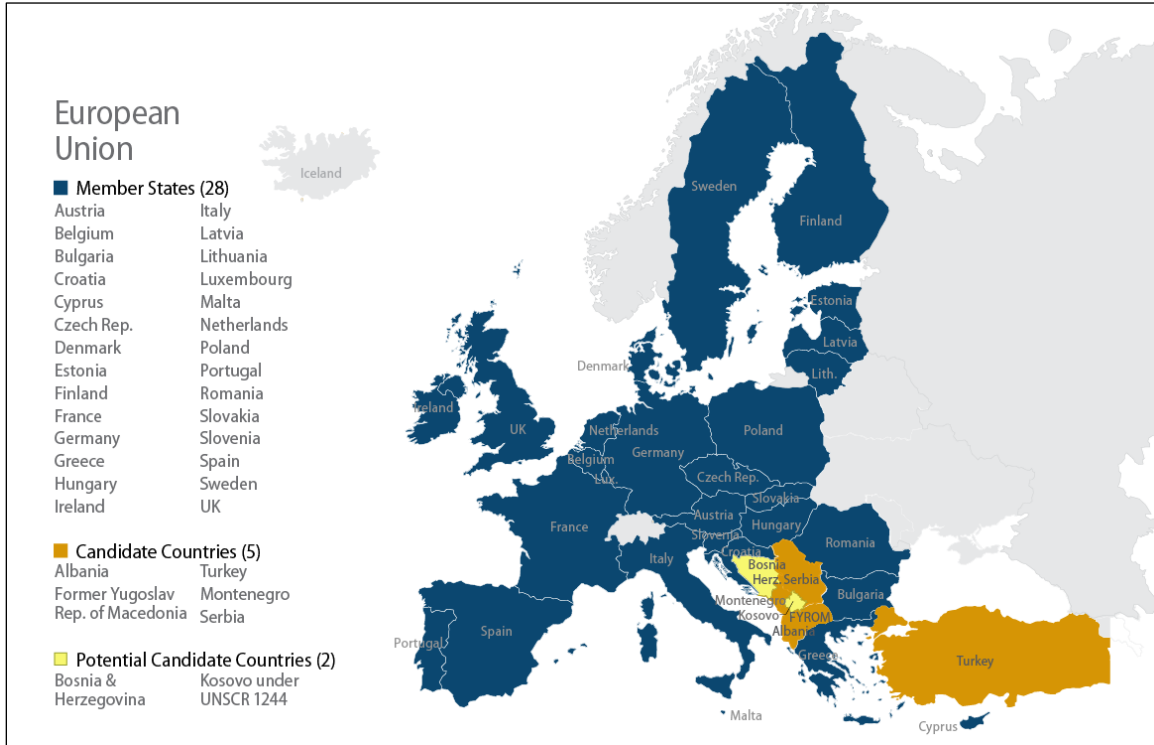 European
Union
Member States (28)
Austria
Belgium
Bulgaria
Croatia
Cyprus
Czech Rep.
Denmark
Estonia
Finland
France
Germany
Greece
Hungary
Ireland
Italy
Latvia
Lithuania
Luxembourg
Malta
Netherlands
Poland
Portugal
Romania
Slovakia
Slovenia
Spain
Sweden
UK
Candidate Countries (5)
Albania
Former Yugoslav
Rep. of Macedonia
Turkey
Montenegro
Serbia
Potential Candidate Countries (2)
Bosnia &
Herzegovina
Kosovo under
UNSCR 1244
Iceland
Sweden
Finland
Estonia
Latvia
Lith.
Denmark
Ireland
UK
Netherlands
Belgium
Lux.
Germany
Poland
Czech Rep.
Slovakia
Austria
Hungary
France
Slovenia
Croatia
Italy
Romania
Bosnia
Herz.
Serbia
Montenegro
Kosovo
Bulgaria
FYROM
Albania
Portugal
Spain
Greece
Turkey
Malta
Cyprus